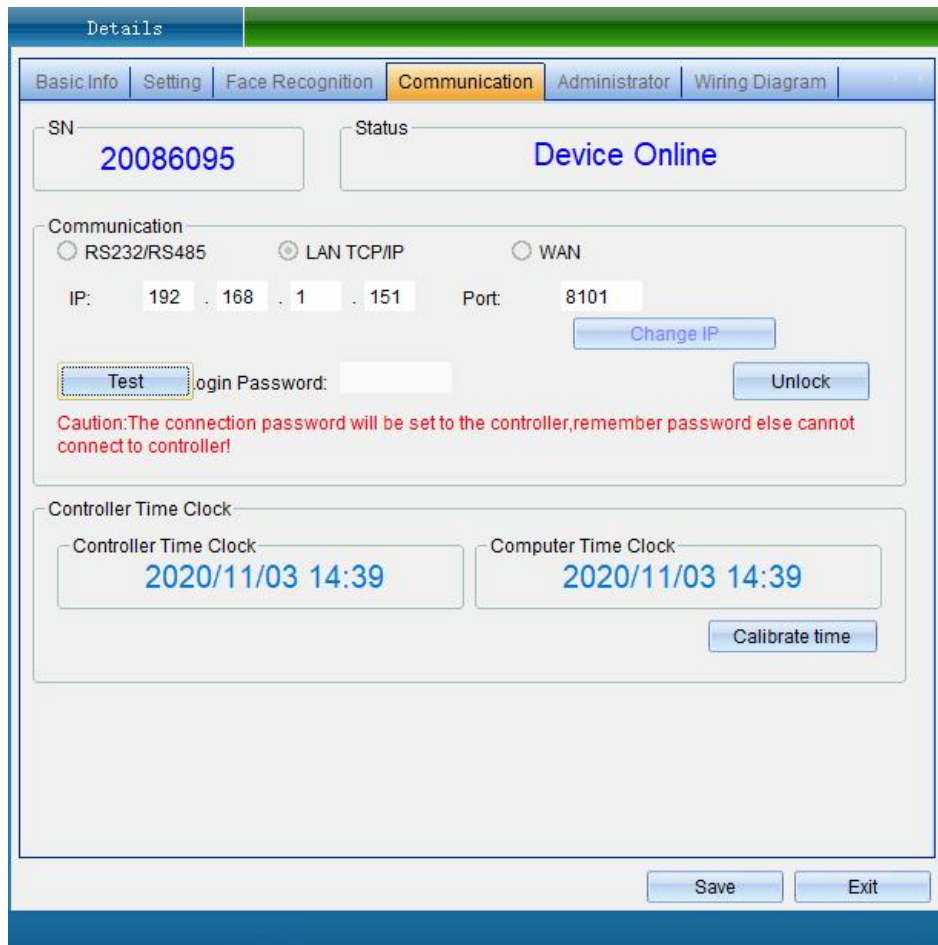 Details
Basic Info Setting Face Recognition Communication Administrator Wiring Diagram
SN Status
20086095 Device Online
Communication
RS232/RS485 LAN TCP/IP WAN
IP: 192 . 168 . 1 . 151 Port: 8101
Change IP
Test ogin Password: Unlock
Caution:The connection password will be set to the controller,remember password else cannot
connect to controller!
Controller Time Clock
Controller Time Clock Computer Time Clock
2020/11/03 14:39 2020/11/03 14:39
Calibrate time
Save Exit